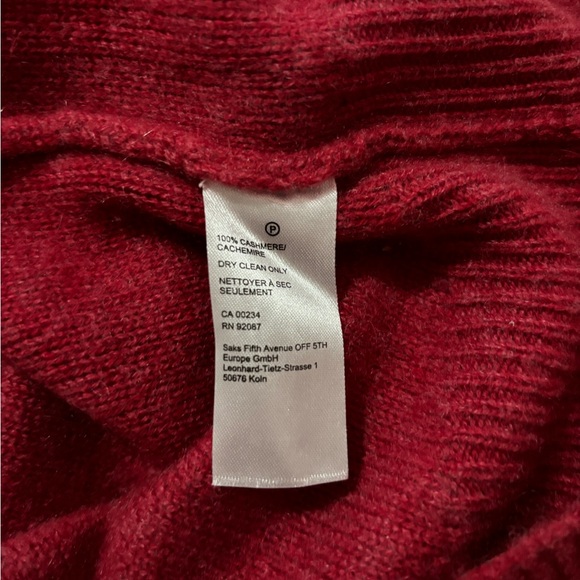 P
100% CASHMERE/
CACHEMIRE
DRY CLEAN ONLY
NETTOYER À SEC
SEULEMENT
CA 00234
RN 92087
Saks Fifth Avenue OFF 5TH
Europe GmbH
Leonhard-Tietz-Strasse 1
50676 Koln